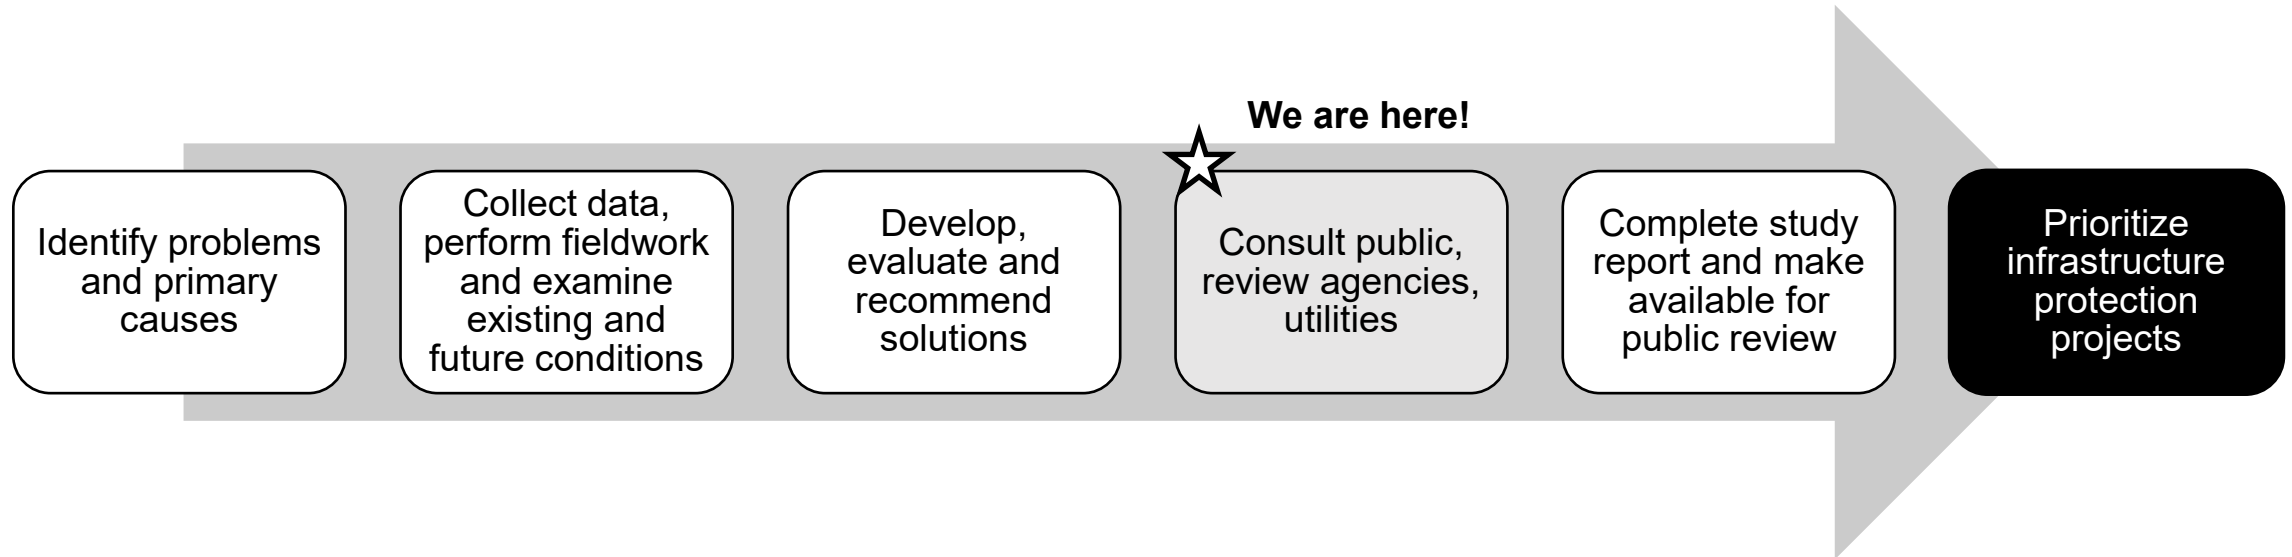 We are here!
Identify problems
and primary
causes
Collect data,
perform fieldwork
and examine
existing and
future conditions
Develop,
evaluate and
recommend
solutions
Consult public,
review agencies,
utilities
Complete study
report and make
available for
public review
Prioritize
infrastructure
protection
projects